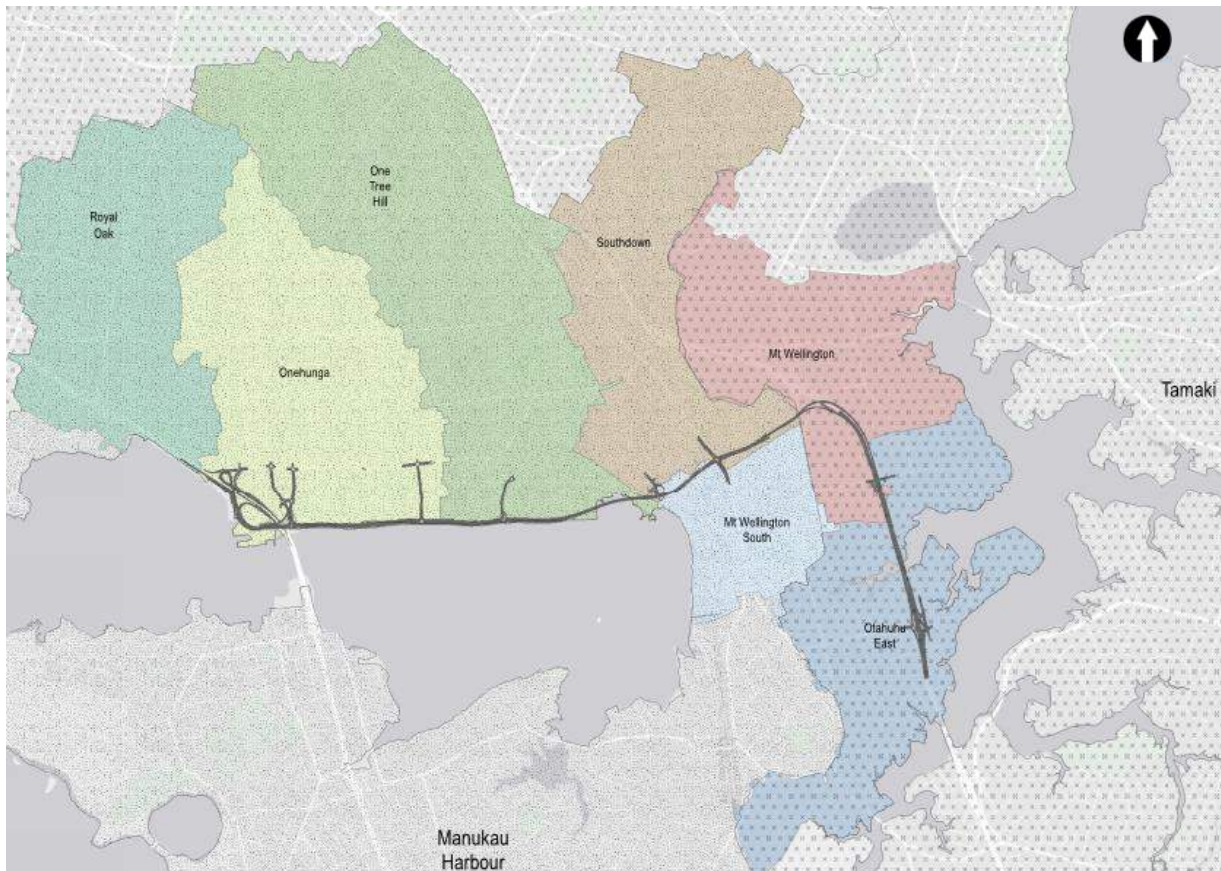 One
Tree
Hill
Royal
Oak
Southdown
Mt Wellington
Onehunga
Tamaki
Mt Wellington
South
Otahuhu
East
Manukau
Harbour